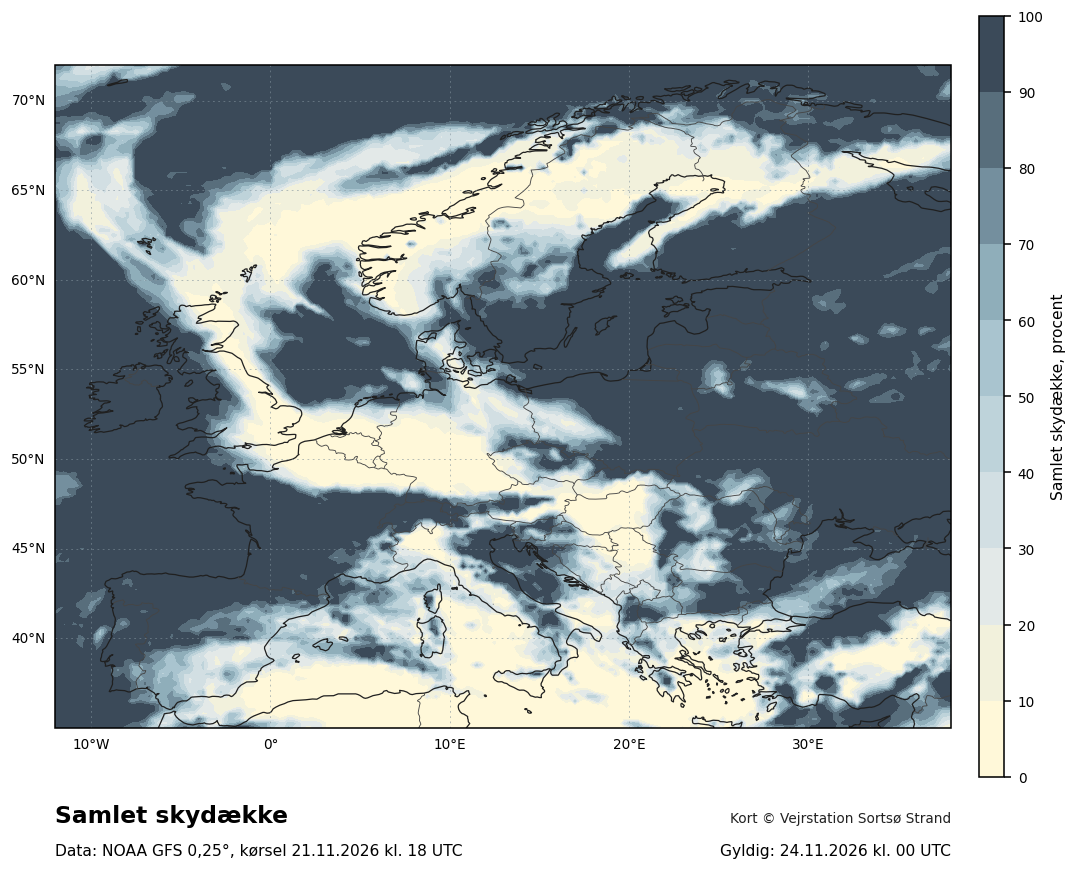 100
90
80
70
60
50
40
30
20
10
0
Samlet skydække, procent
70°N
65°N
60°N
55°N
50°N
45°N
40°N
10°W
0°
10°E
20°E
30°E
Samlet skydække
Kort © Vejrstation Sortsø Strand
Data: NOAA GFS 0,25°, kørsel 21.11.2026 kl. 18 UTC
Gyldig: 24.11.2026 kl. 00 UTC